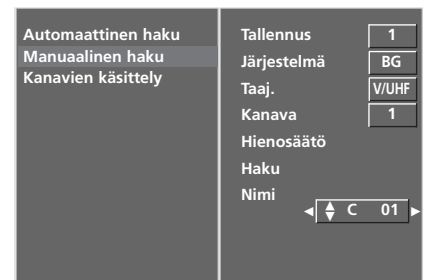 Automaattinen haku
Manuaalinen haku
Kanavien käsittely
Tallennus 1
Järjestelmä BG
Taaj. V/UHF
Kanava 1
Hienosäätö
Haku
Nimi
C 01